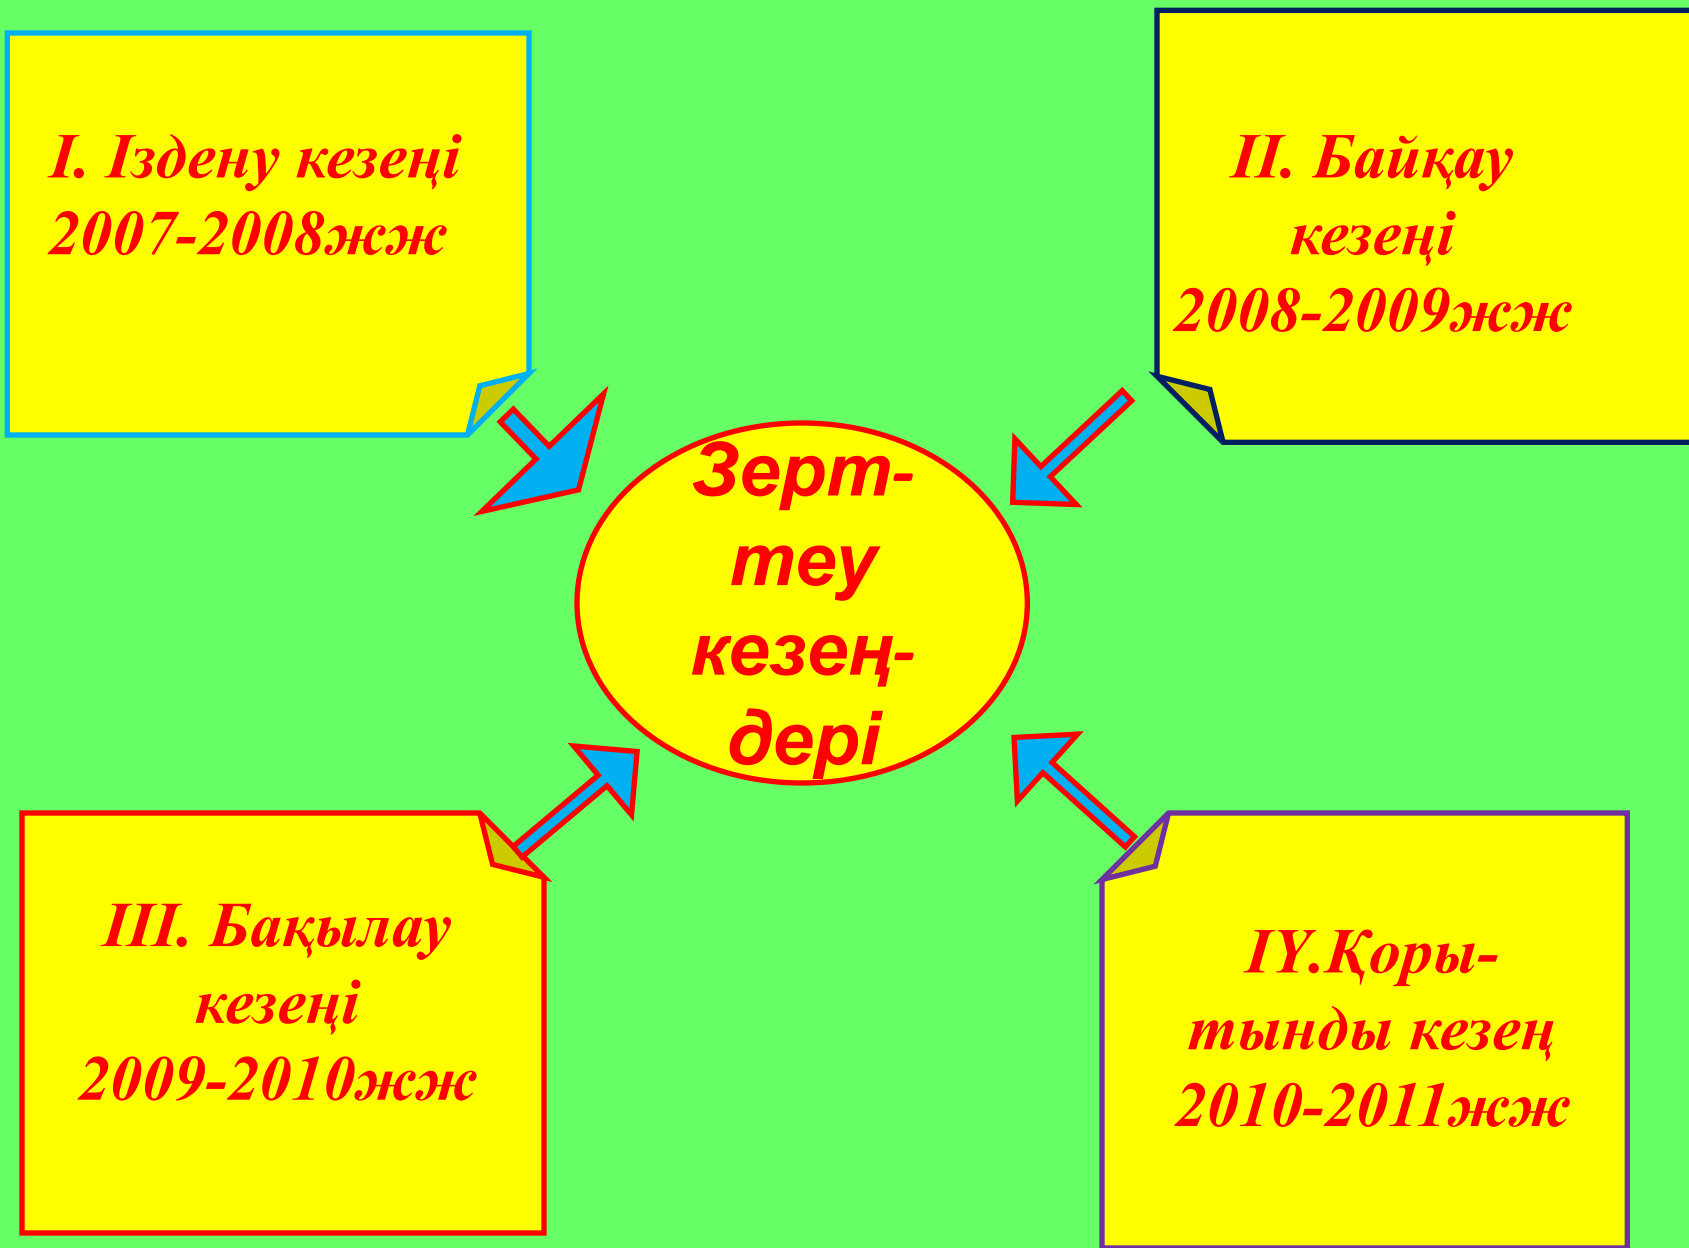 І. Іздену кезеңі
2007-2008жж
ІІ. Байқау
кезеңі
2008-2009жж
Зерт-
теу
кезең-
дері
ІІІ. Бақылау
кезеңі
2009-2010жж
ІҮ.Қоры-
тынды кезең
2010-2011жж